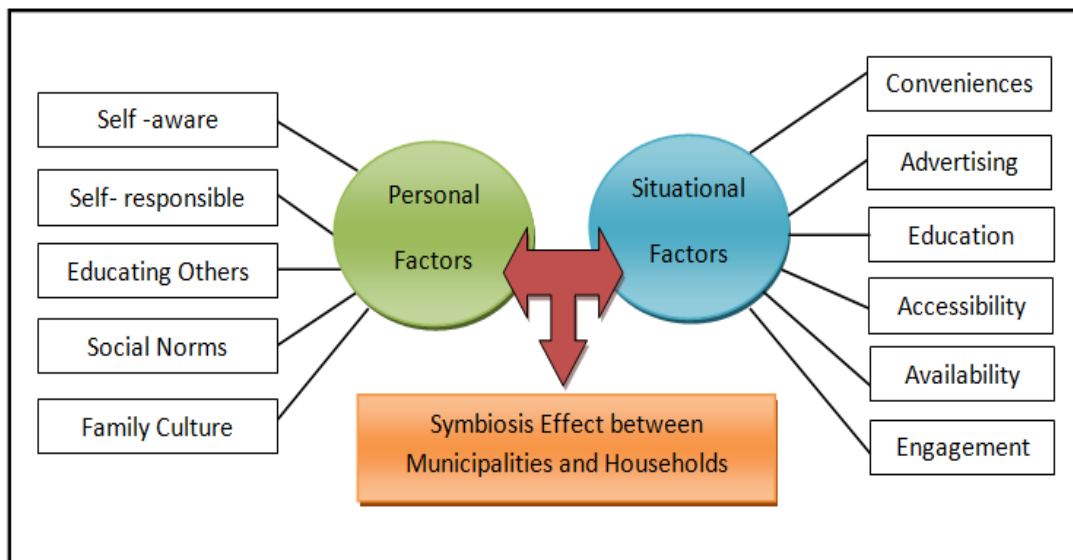 Self -aware
Self- responsible
Educating Others
Social Norms
Family Culture
Personal
Factors
Situational
Factors
Conveniences
Advertising
Education
Accessibility
Availability
Engagement
Symbiosis Effect between
Municipalities and Households